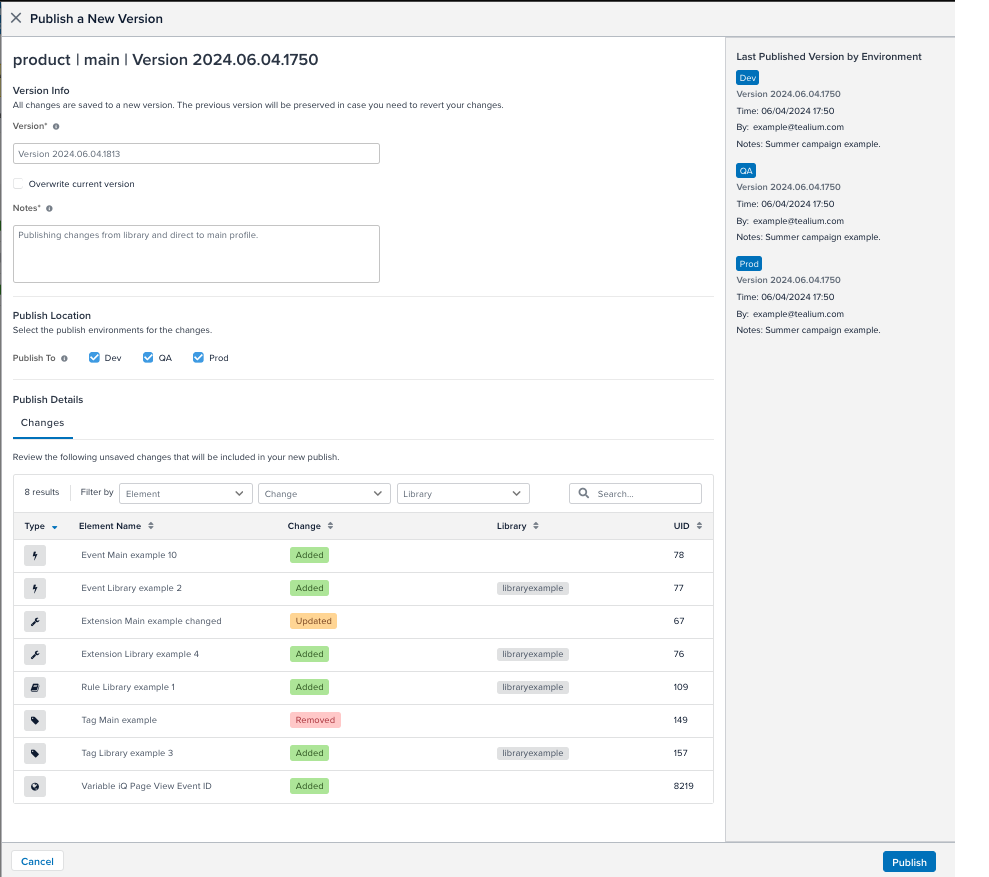 Publish a New Version
product | main | Version 2024.06.04.1750
Version Info
All changes are saved to a new version. The previous version will be preserved in case you need to revert your changes.
Version*
Version 2024.06.04.1813
Overwrite current version
Notes*
Publishing changes from library and direct to main profile.
Publish Location
Select the publish environments for the changes.
Publish To Dev QA Prod
Publish Details
Changes
Review the following unsaved changes that will be included in your new publish.
8 results Filter by Element Change Library Search...
Type Element Name Change Library UID
Event Main example 10 Added 78
Event Library example 2 Added libraryexample 77
Extension Main example changed Updated 67
Extension Library example 4 Added libraryexample 76
Rule Library example 1 Added libraryexample 109
Tag Main example Removed 149
Tag Library example 3 Added libraryexample 157
Variable iQ Page View Event ID Added 8219
Last Published Version by Environment
Dev
Version 2024.06.04.1750
Time: 06/04/2024 17:50
By: example@tealium.com
Notes: Summer campaign example.
QA
Version 2024.06.04.1750
Time: 06/04/2024 17:50
By: example@tealium.com
Notes: Summer campaign example.
Prod
Version 2024.06.04.1750
Time: 06/04/2024 17:50
By: example@tealium.com
Notes: Summer campaign example.
Cancel
Publish